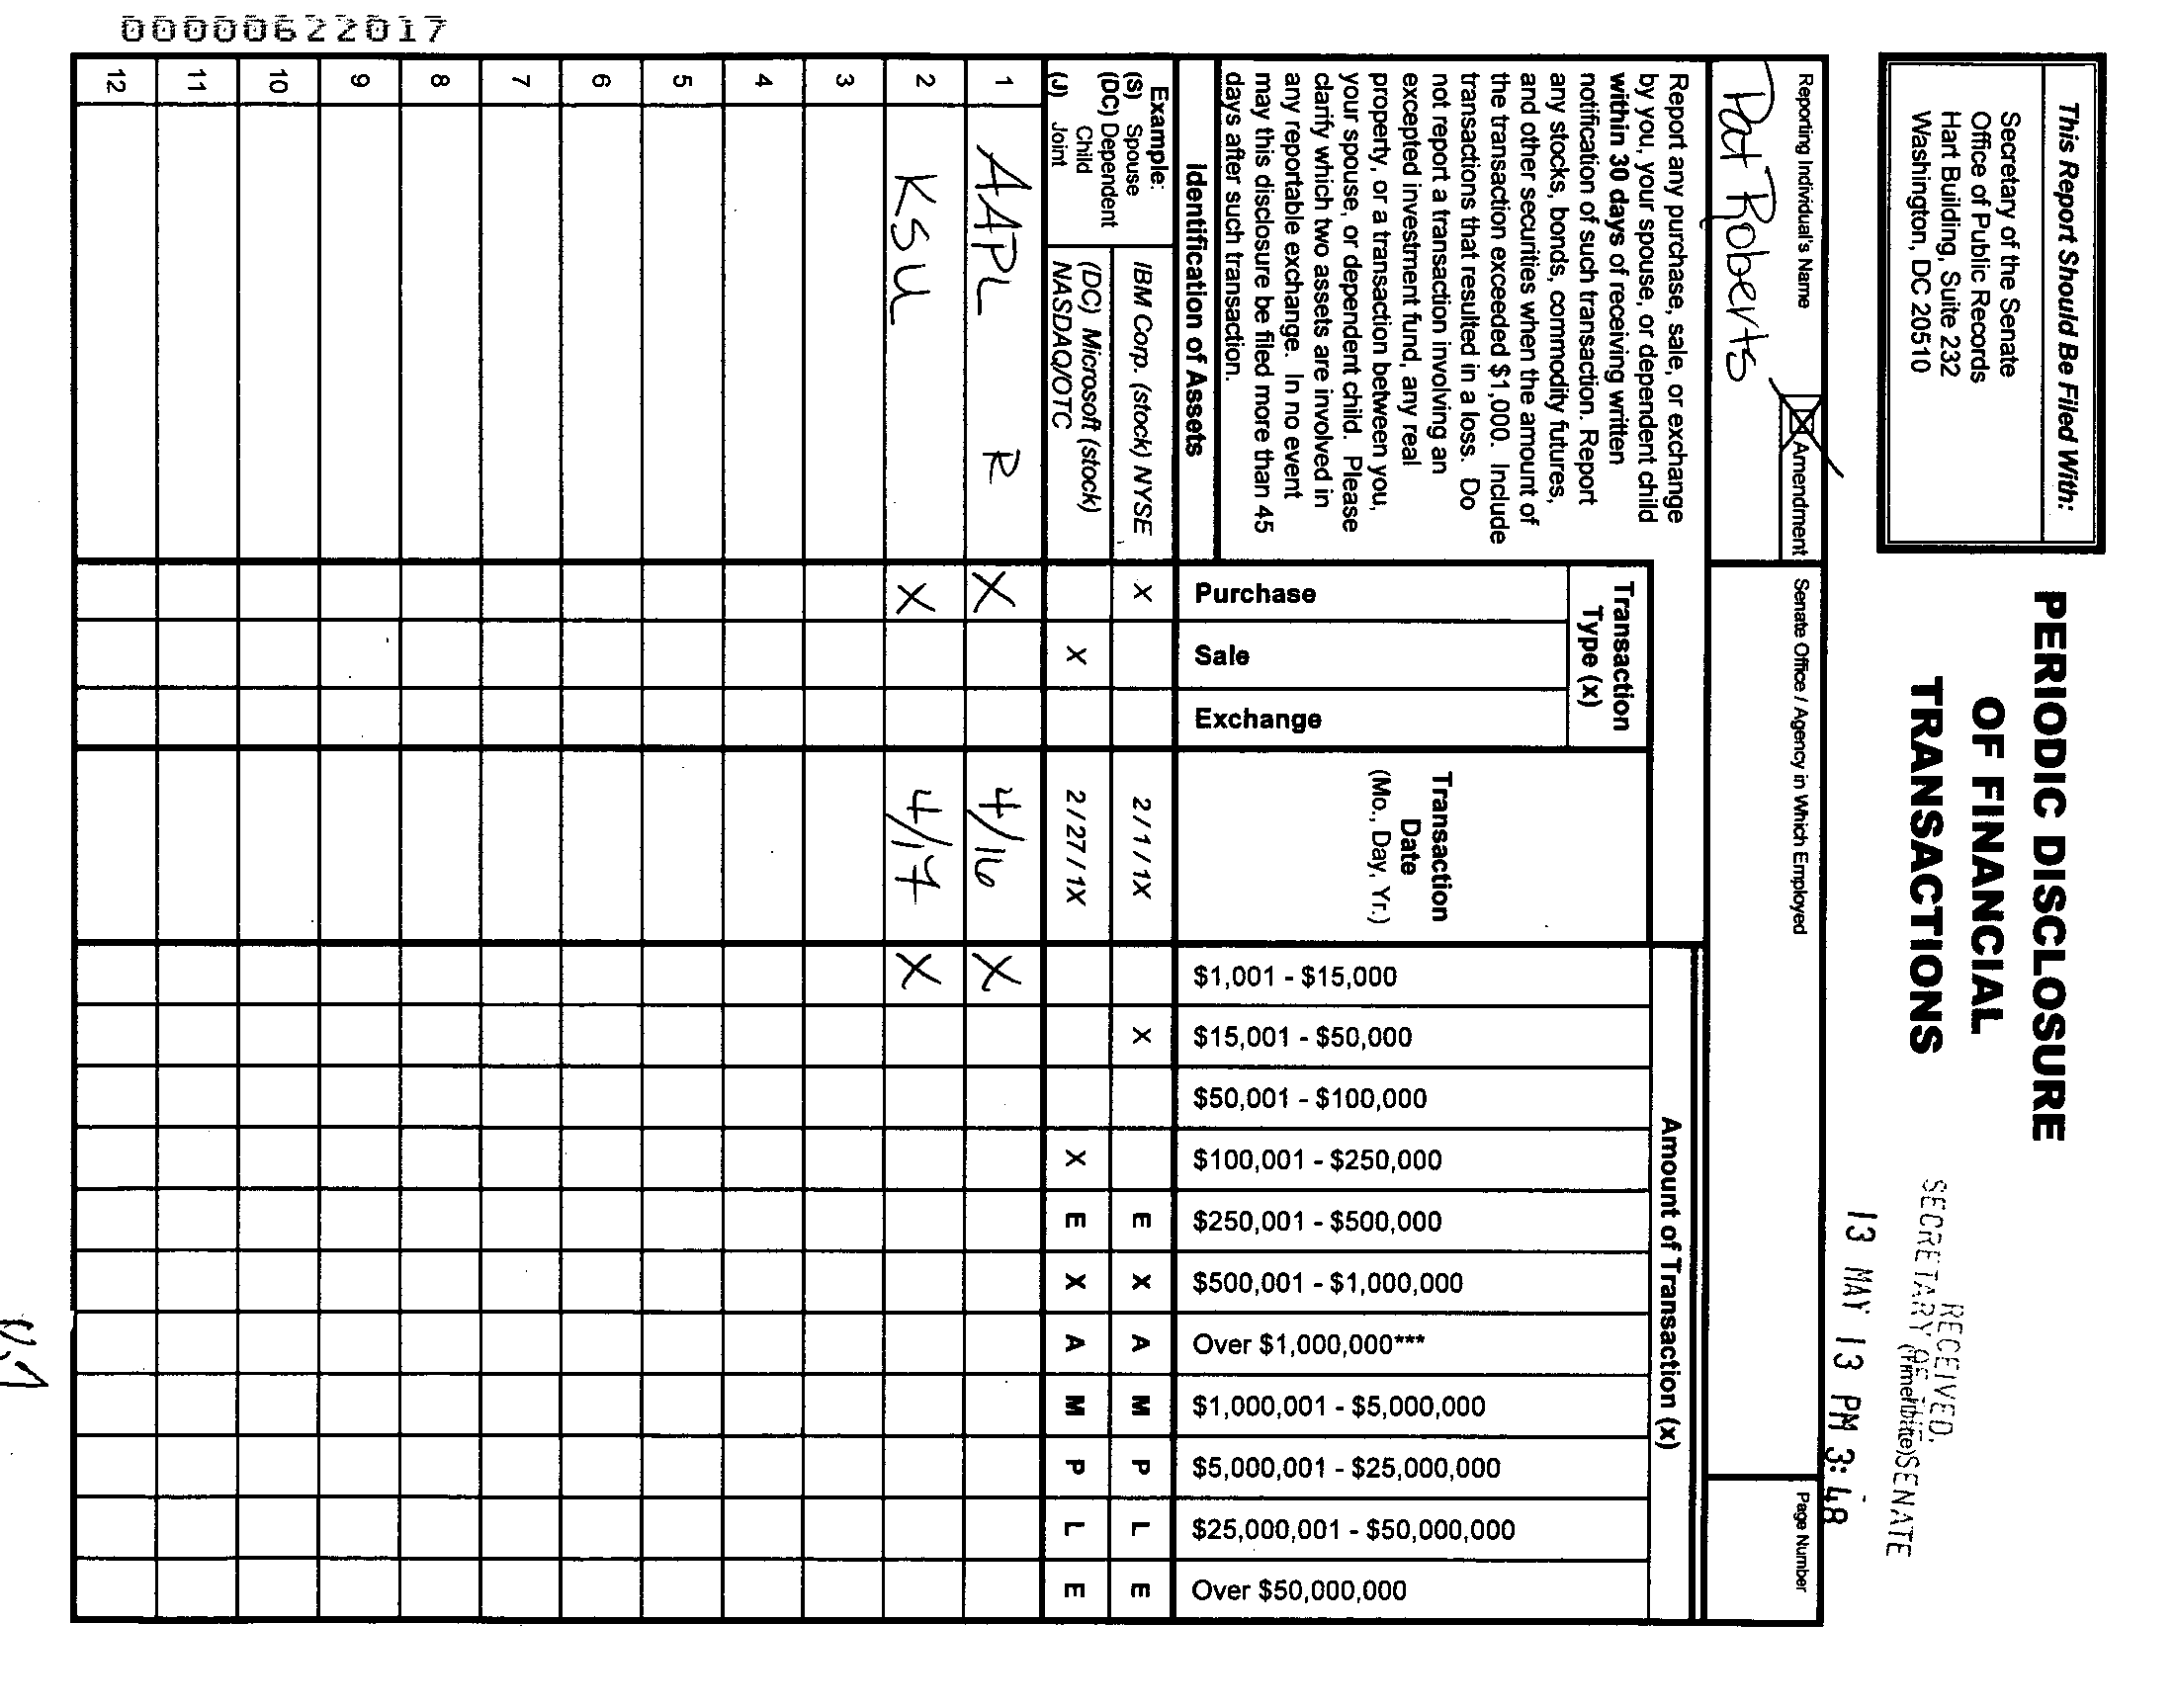 00000622017
This Report Should Be Filed With:
Secretary of the Senate
Office of Public Records
Hart Building, Suite 232
Washington, DC 20510
PERIODIC DISCLOSURE
OF FINANCIAL
TRANSACTIONS
RECEIVED
SECRETARY OF THE SENATE
13 MAY 13 PM 3:48
Reporting Individual's Name
Pat Roberts
Amendment
Senate Office / Agency in Which Employed
Page Number
Report any purchase, sale, or exchange
by you, your spouse, or dependent child
within 30 days of receiving written
notification of such transaction. Report
any stocks, bonds, commodity futures,
and other securities when the amount of
the transaction exceeded $1,000. Include
transactions that resulted in a loss. Do
not report a transaction involving an
excepted investment fund, any real
property, or a transaction between you,
your spouse, or dependent child. Please
clarify which two assets are involved in
any reportable exchange. In no event
may this disclosure be filed more than 45
days after such transaction.
Transaction
Type (x)
Transaction
Date
(Mo., Day, Yr.)
Amount of Transaction (x)
Identification of Assets
Purchase
Sale
Exchange
$1,001 - $15,000
$15,001 - $50,000
$50,001 - $100,000
$100,001 - $250,000
$250,001 - $500,000
$500,001 - $1,000,000
Over $1,000,000***
$1,000,001 - $5,000,000
$5,000,001 - $25,000,000
$25,000,001 - $50,000,000
Over $50,000,000
Example:
(S) Spouse
(DC) Dependent
Child
(J) Joint
IBM Corp. (stock) NYSE X 2/1/1X X E X A M P L E
(DC) Microsoft (stock)
NASDAQ/OTC X 2/27/1X X E X A M P L E
1 AAPL R X 4/16 X
2 KSU X 4/17 X
3
4
5
6
7
8
9
10
11
12